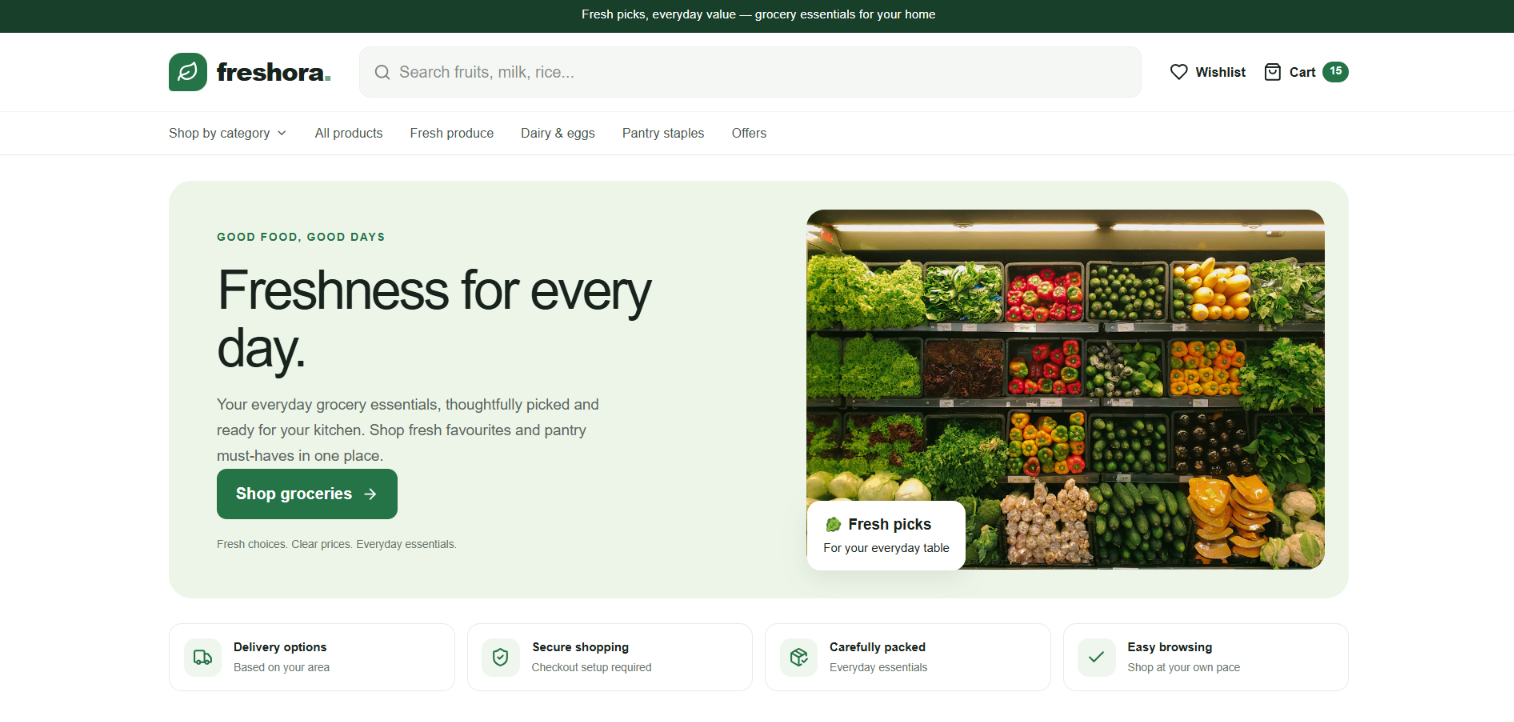 Fresh picks, everyday value — grocery essentials for your home
freshora.
Search fruits, milk, rice...
Wishlist
Cart 15
Shop by category
All products
Fresh produce
Dairy & eggs
Pantry staples
Offers
GOOD FOOD, GOOD DAYS
Freshness for every
day.
Your everyday grocery essentials, thoughtfully picked and
ready for your kitchen. Shop fresh favourites and pantry
must-haves in one place.
Shop groceries
Fresh choices. Clear prices. Everyday essentials.
Fresh picks
For your everyday table
Delivery options
Based on your area
Secure shopping
Checkout setup required
Carefully packed
Everyday essentials
Easy browsing
Shop at your own pace